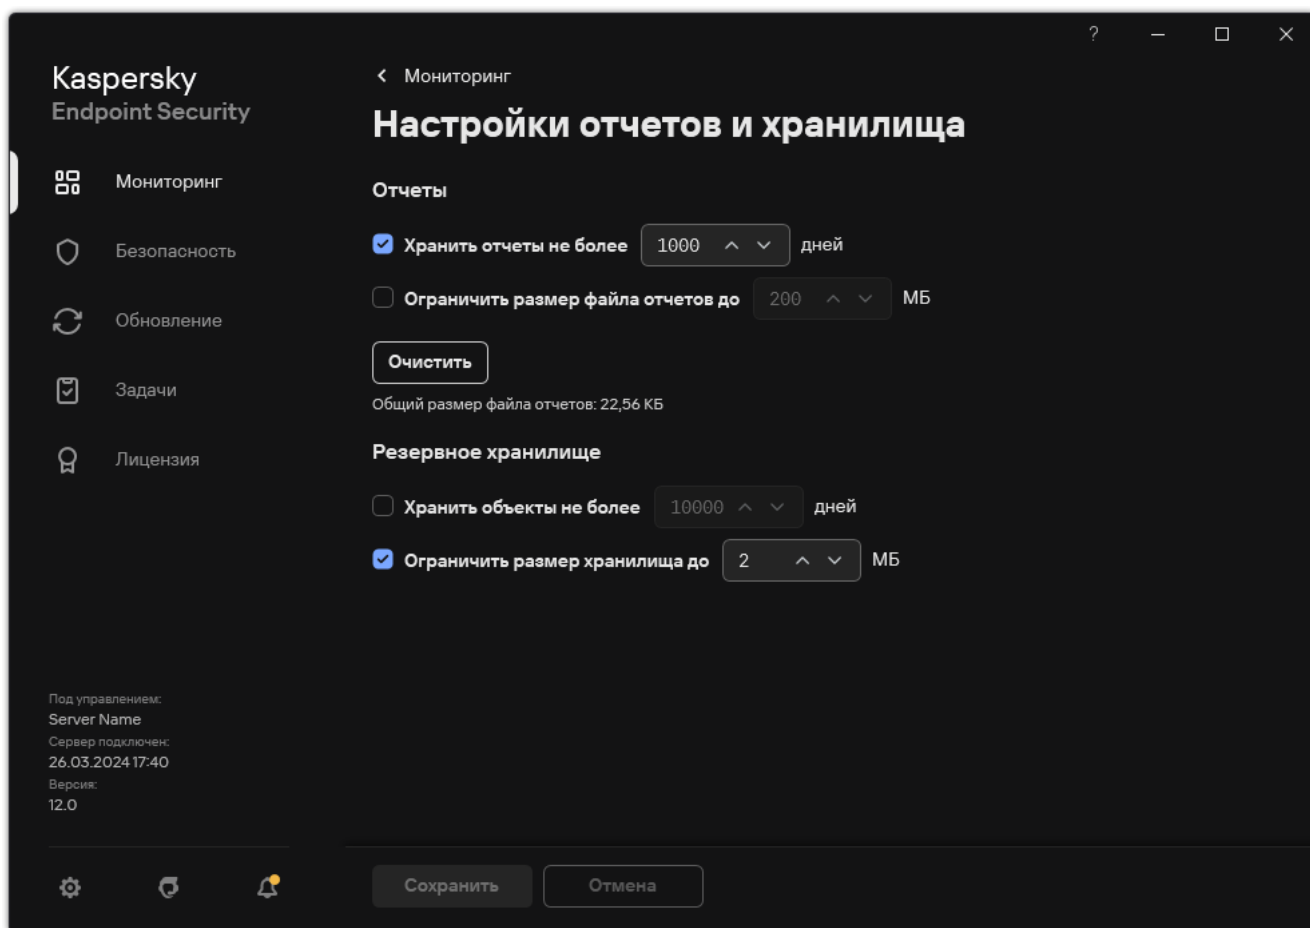 ?
Kaspersky
Endpoint Security
Мониторинг
Безопасность
Обновление
Задачи
Лицензия
Под управлением:
Server Name
Сервер подключен:
26.03.2024 17:40
Версия:
12.0
Мониторинг
Настройки отчетов и хранилища
Отчеты
Хранить отчеты не более 1000 дней
Ограничить размер файла отчетов до 200 МБ
Очистить
Общий размер файла отчетов: 22,56 КБ
Резервное хранилище
Хранить объекты не более 10000 дней
Ограничить размер хранилища до 2 МБ
Сохранить Отмена